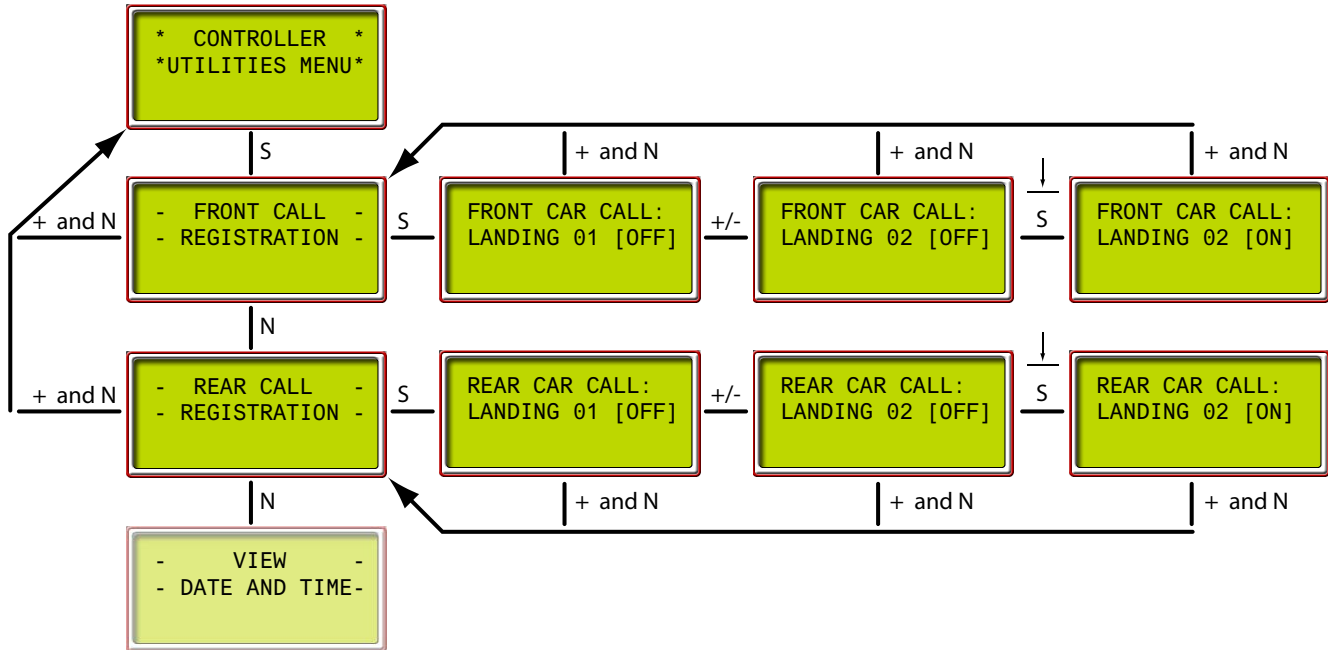 *  CONTROLLER  *
*UTILITIES MENU*
S
+ and N
+ and N
+ and N
+ and N
-  FRONT CALL  -
- REGISTRATION -
S
FRONT CAR CALL:
LANDING 01 [OFF]
+/-
FRONT CAR CALL:
LANDING 02 [OFF]
S
FRONT CAR CALL:
LANDING 02 [ON]
N
+ and N
-  REAR CALL   -
- REGISTRATION -
S
REAR CAR CALL:
LANDING 01 [OFF]
+/-
REAR CAR CALL:
LANDING 02 [OFF]
S
REAR CAR CALL:
LANDING 02 [ON]
N
+ and N
+ and N
+ and N
-     VIEW     -
- DATE AND TIME-